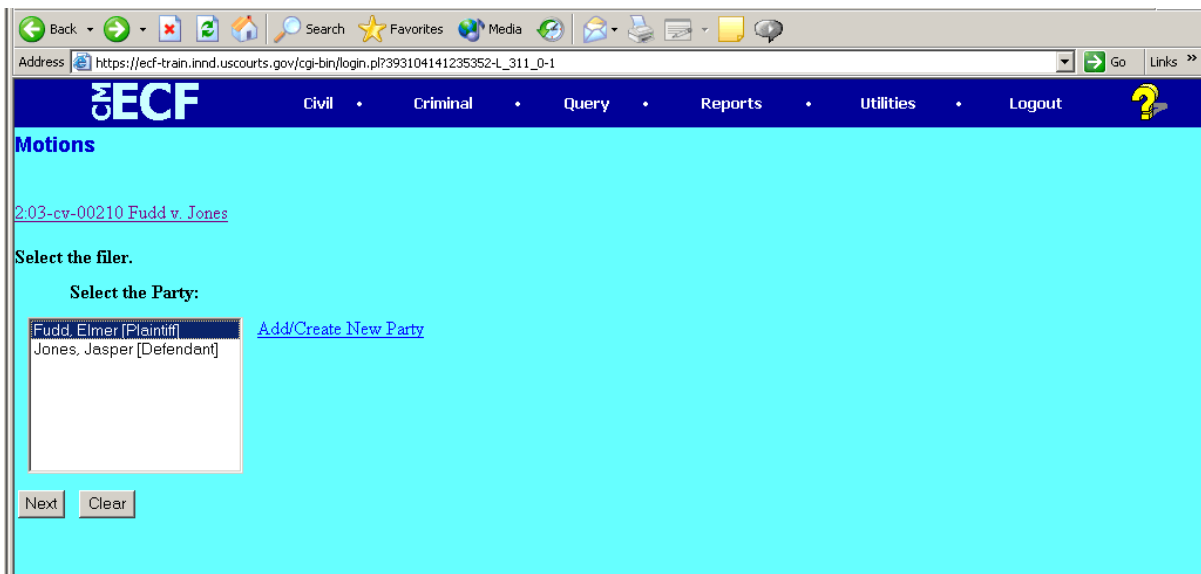 Back Search Favorites Media
Address https://ecf-train.innd.uscourts.gov/cgi-bin/login.pl?393104141235352-L_311_0-1 Go Links »
CM ECF Civil • Criminal • Query • Reports • Utilities • Logout ?
Motions
2:03-cv-00210 Fudd v. Jones
Select the filer.
Select the Party:
Fudd, Elmer [Plaintiff] Add/Create New Party
Jones, Jasper [Defendant]
Next Clear